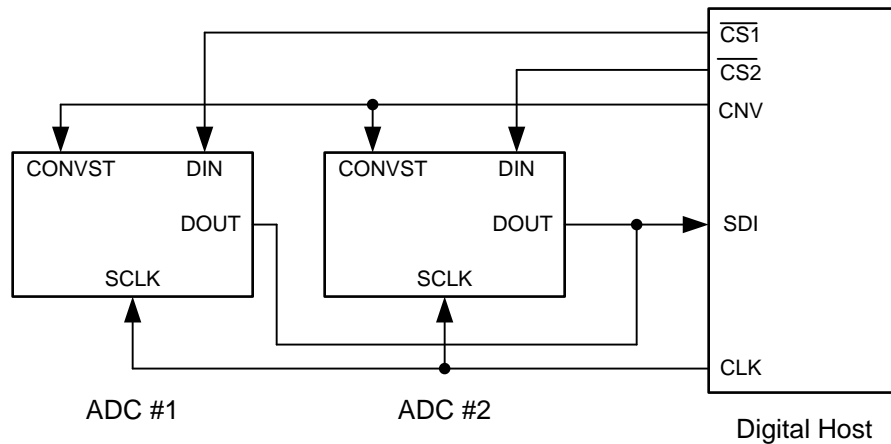 CS1
CS2
CNV
CONVST DIN
CONVST DIN
DOUT
DOUT
SDI
SCLK
SCLK
CLK
ADC #1
ADC #2
Digital Host